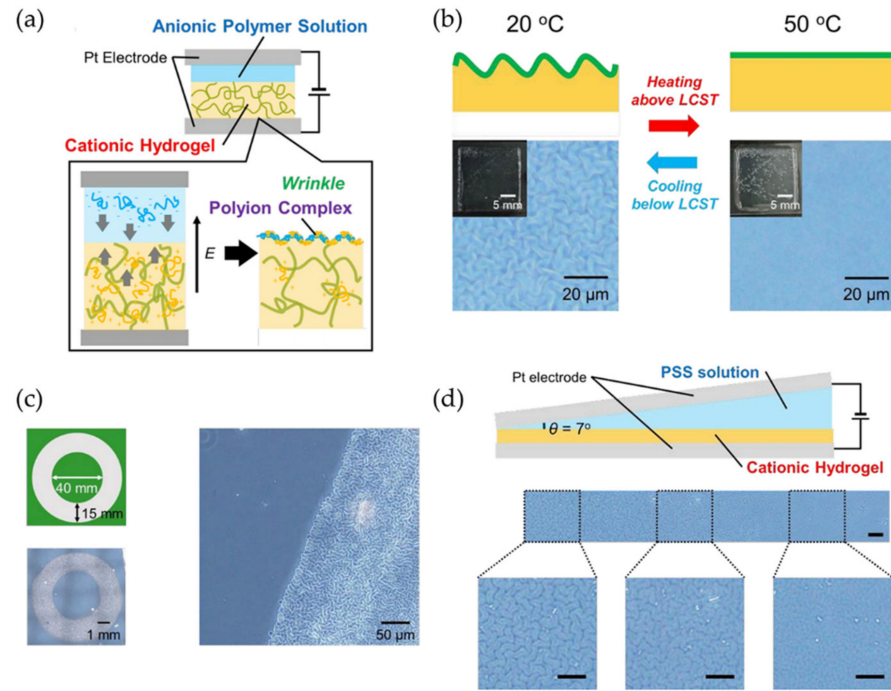 (a)
Anionic Polymer Solution
Pt Electrode
Cationic Hydrogel
Wrinkle
Polyion Complex
E
(b)
20 °C
50 °C
Heating
above LCST
Cooling
below LCST
5 mm
5 mm
20 μm
20 μm
(c)
40 mm
15 mm
1 mm
50 μm
(d)
PSS solution
Pt electrode
θ = 7°
Cationic Hydrogel